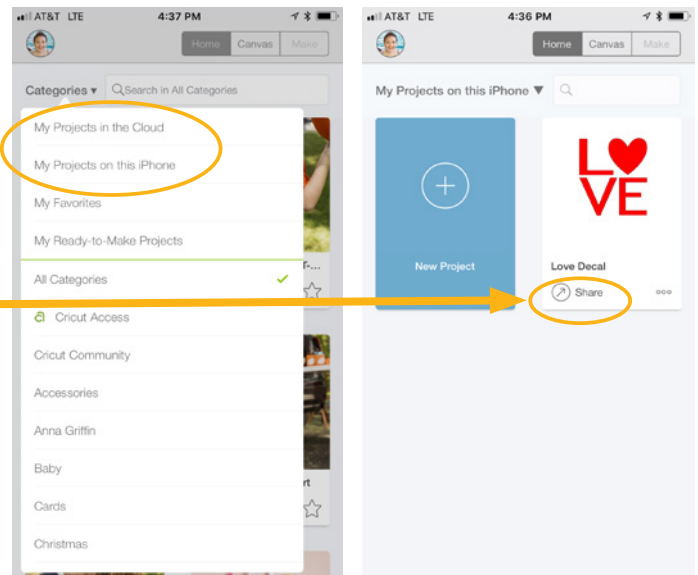 AT&T LTE 4:37 PM
Home Canvas Make
Categories ▾ Search in All Categories
My Projects in the Cloud
My Projects on this iPhone
My Favorites
My Ready-to-Make Projects
All Categories
Cricut Access
Cricut Community
Accessories
Anna Griffin
Baby
Cards
Christmas
AT&T LTE 4:36 PM
Home Canvas Make
My Projects on this iPhone ▼
New Project
LOVE
Love Decal
Share